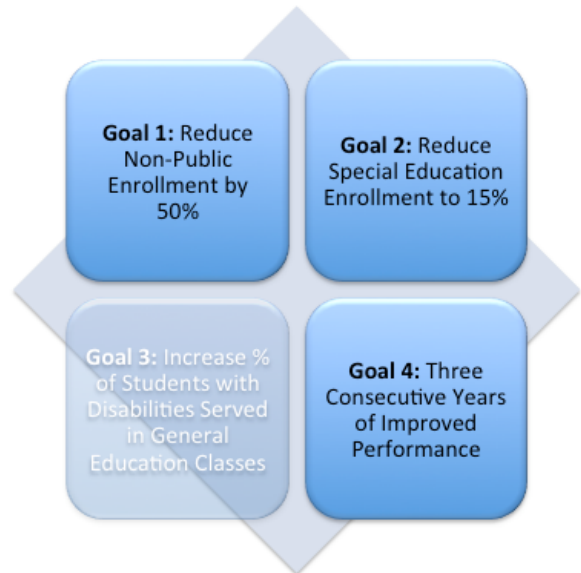 Goal 1: Reduce
Non-Public
Enrollment by
50%
Goal 2: Reduce
Special Education
Enrollment to 15%
Goal 3: Increase %
of Students with
Disabilities Served
in General
Education Classes
Goal 4: Three
Consecutive Years
of Improved
Performance